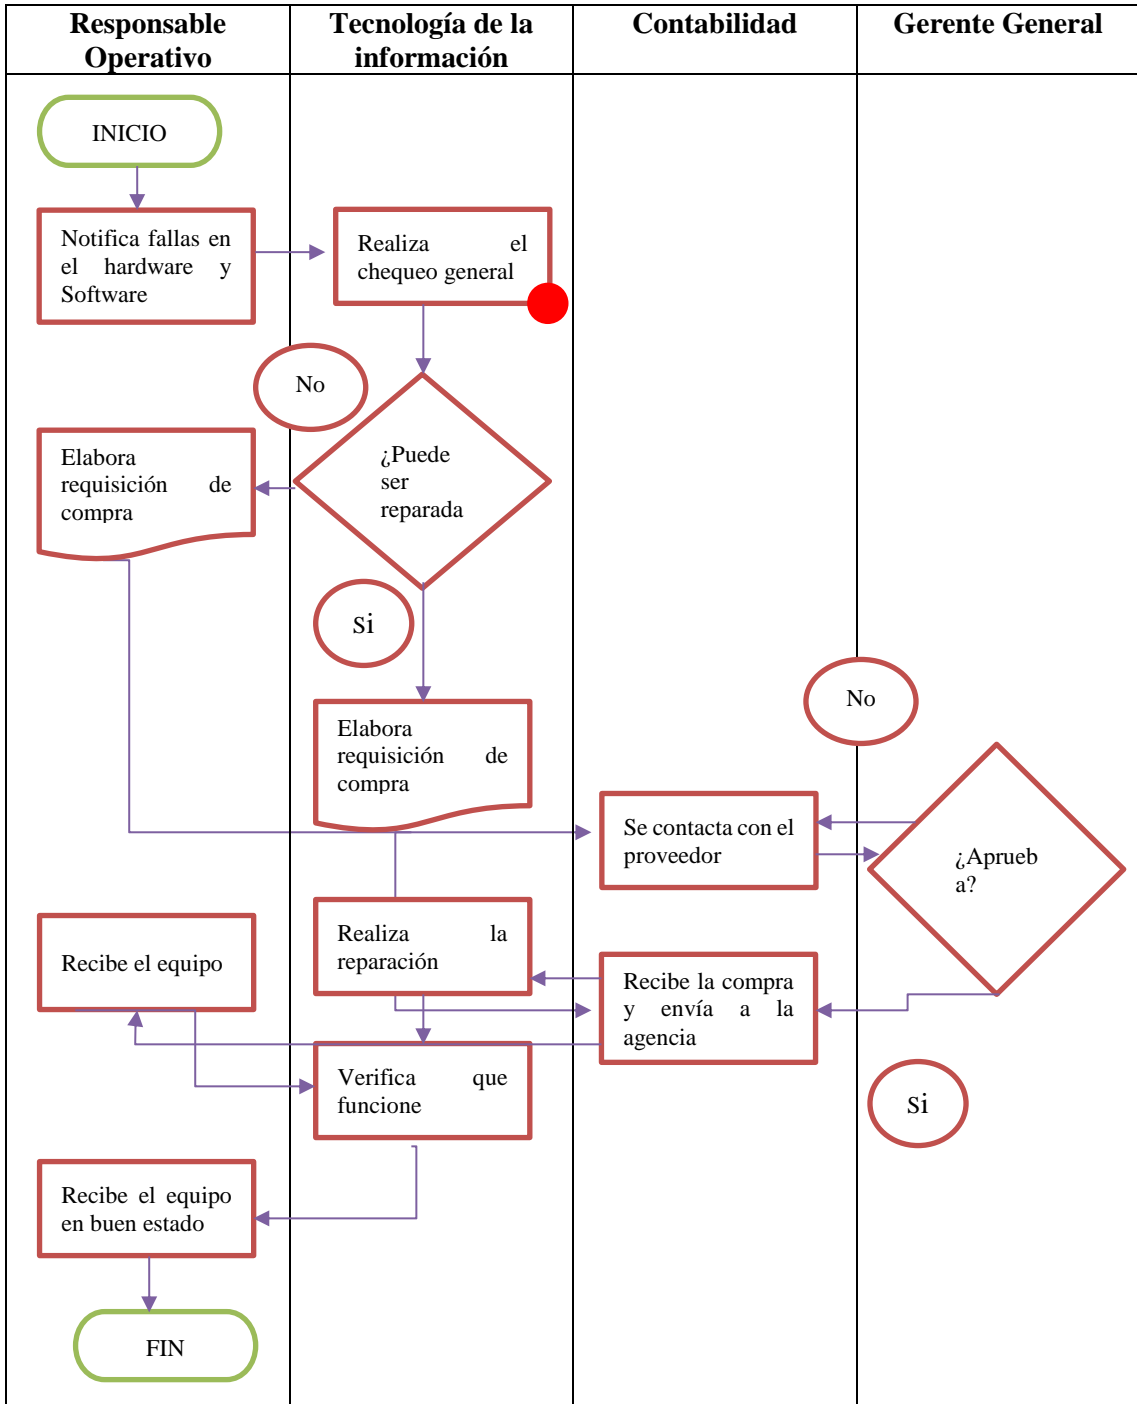 Responsable
Operativo
Tecnología de la
información
Contabilidad
Gerente General
INICIO
Notifica fallas en
el hardware y
Software
Realiza el
chequeo general
No
¿Puede
ser
reparada
Elabora
requisición de
compra
Si
Elabora
requisición de
compra
No
Se contacta con el
proveedor
¿Aprueb
a?
Recibe el equipo
Realiza la
reparación
Recibe la compra
y envía a la
agencia
Verifica que
funcione
Si
Recibe el equipo
en buen estado
FIN